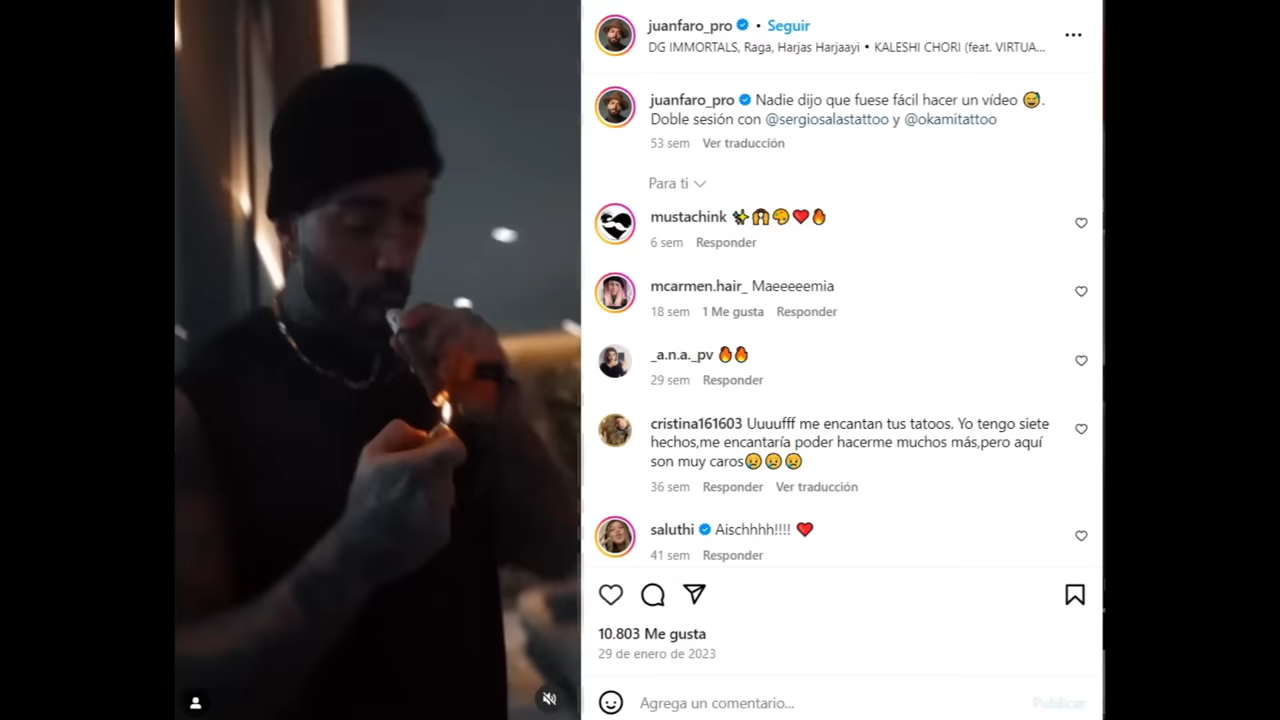 juanfaro_pro • Seguir
DG IMMORTALS, Raga, Harjas Harjaayi • KALESHI CHORI (feat. VIRTUA...
juanfaro_pro Nadie dijo que fuese fácil hacer un vídeo 😅.
Doble sesión con @sergiosalastattoo y @okamitattoo
53 sem Ver traducción
Para ti
mustachink ✨🙌🎨❤️🔥
6 sem Responder
mcarmen.hair_ Maeeeeemia
18 sem 1 Me gusta Responder
_a.n.a._pv 🔥🔥
29 sem Responder
cristina161603 Uuuufff me encantan tus tatoos. Yo tengo siete
hechos,me encantaría poder hacerme muchos más,pero aquí
son muy caros😥😥😥
36 sem Responder Ver traducción
saluthi Aischhhh!!!! ❤️
41 sem Responder
10.803 Me gusta
29 de enero de 2023
Agrega un comentario... Publicar